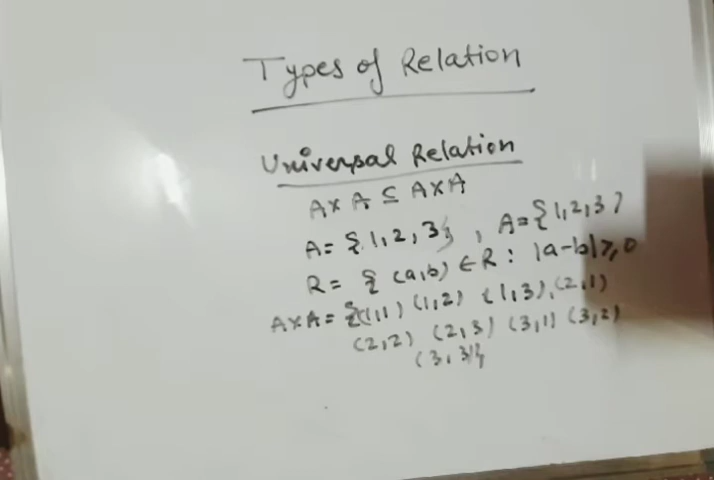 Types of Relation
Universal Relation
A×A ⊆ A×A
A= {1,2,3}, A={1,2,3}
R= {(a,b) ∈ R: |a-b|≥0
A×A= {(1,1) (1,2) (1,3), (2,1)
(2,2) (2,3) (3,1) (3,2)
(3,3)}